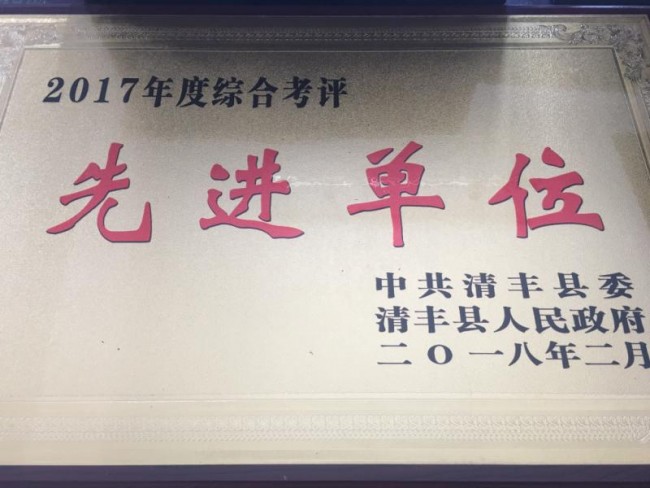 2017年度综合考评
先进单位
中共清丰县委
清丰县人民政府
二〇一八年二月